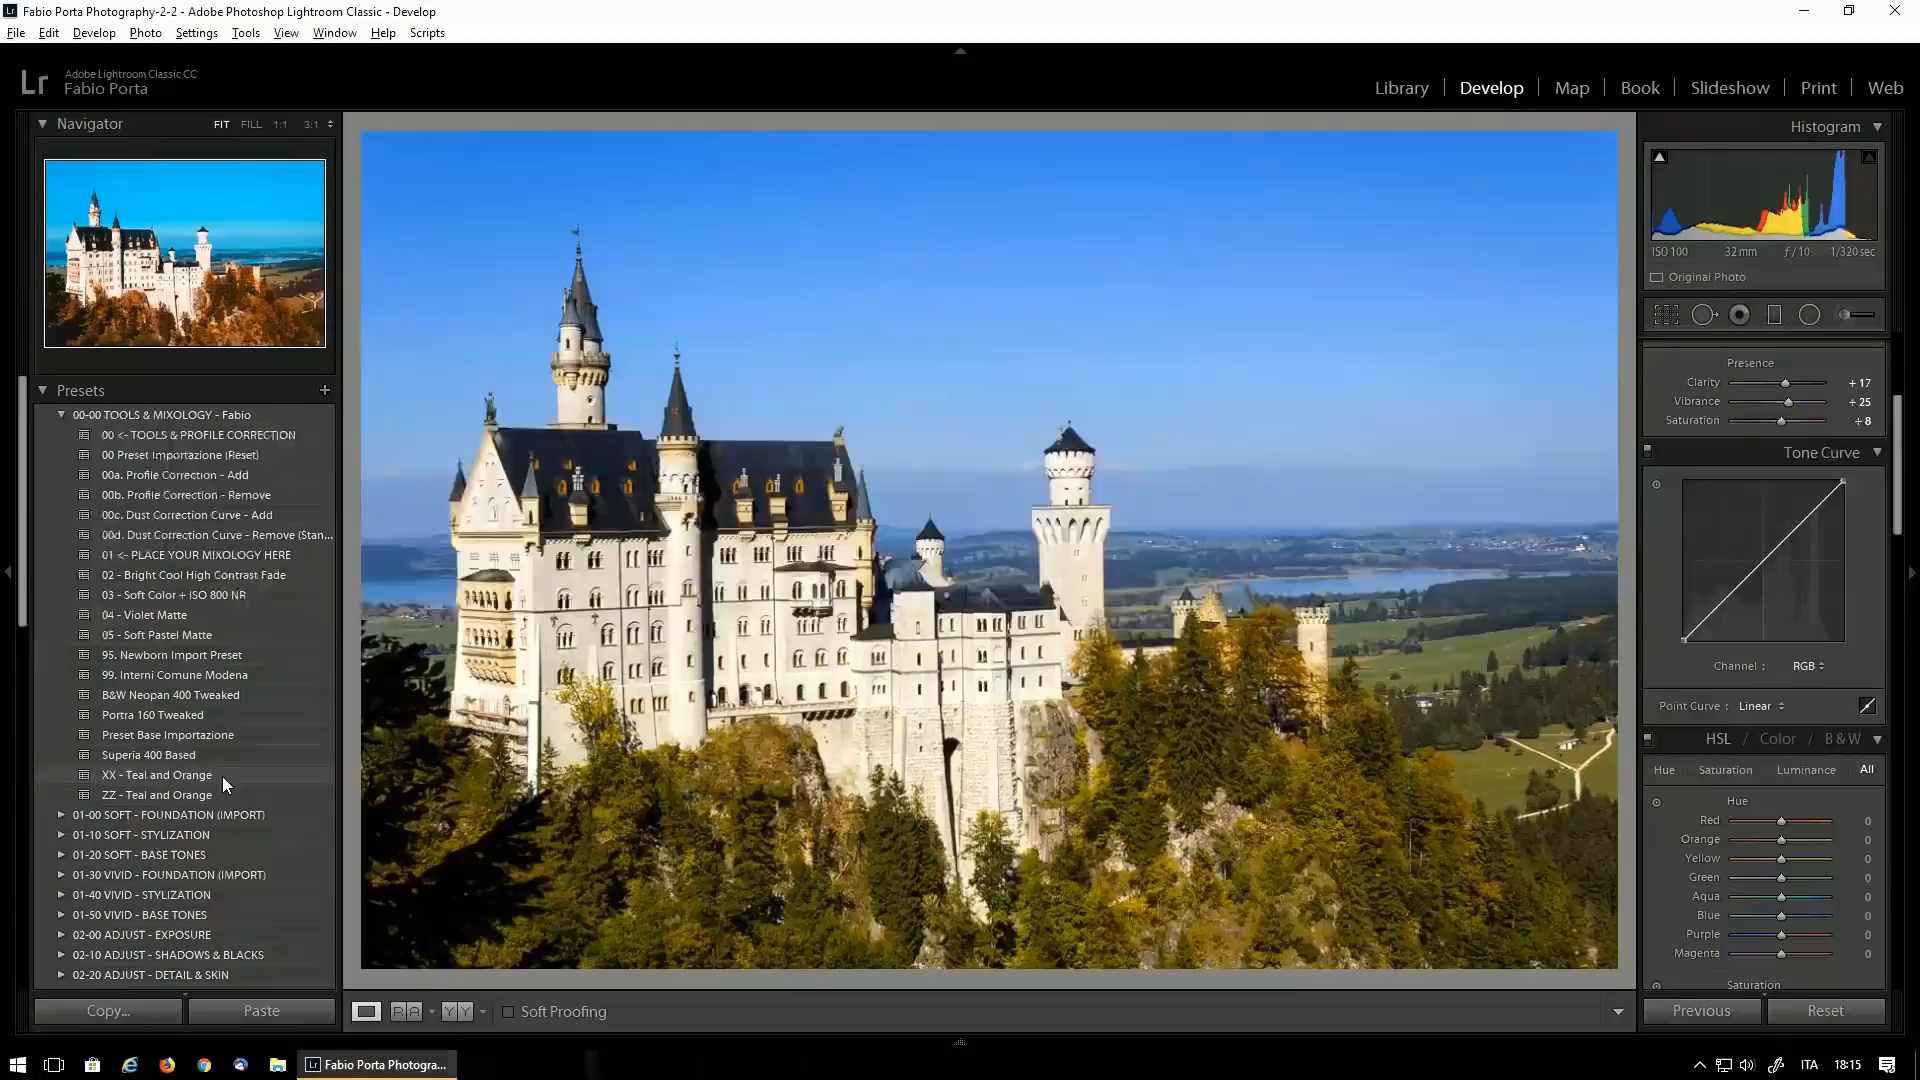 Fabio Porta Photography-2-2 - Adobe Photoshop Lightroom Classic - Develop
File Edit Develop Photo Settings Tools View Window Help Scripts
Lr Adobe Lightroom Classic CC
Fabio Porta
Library Develop Map Book Slideshow Print Web
Navigator FIT FILL 1:1 3:1
Histogram
ISO 100 32 mm ƒ / 10 1/320 sec
Original Photo
Presence
Clarity + 17
Vibrance + 25
Saturation + 8
Tone Curve
Channel : RGB
Point Curve : Linear
HSL / Color / B & W
Hue Saturation Luminance All
Hue
Red 0
Orange 0
Yellow 0
Green 0
Aqua 0
Blue 0
Purple 0
Magenta 0
Saturation
Previous Reset
Presets +
00-00 TOOLS & MIXOLOGY - Fabio
00 <- TOOLS & PROFILE CORRECTION
00 Preset Importazione (Reset)
00a. Profile Correction - Add
00b. Profile Correction - Remove
00c. Dust Correction Curve - Add
00d. Dust Correction Curve - Remove (Stan...
01 <- PLACE YOUR MIXOLOGY HERE
02 - Bright Cool High Contrast Fade
03 - Soft Color + ISO 800 NR
04 - Violet Matte
05 - Soft Pastel Matte
95. Newborn Import Preset
99. Interni Comune Modena
B&W Neopan 400 Tweaked
Portra 160 Tweaked
Preset Base Importazione
Superia 400 Based
XX - Teal and Orange
ZZ - Teal and Orange
01-00 SOFT - FOUNDATION (IMPORT)
01-10 SOFT - STYLIZATION
01-20 SOFT - BASE TONES
01-30 VIVID - FOUNDATION (IMPORT)
01-40 VIVID - STYLIZATION
01-50 VIVID - BASE TONES
02-00 ADJUST - EXPOSURE
02-10 ADJUST - SHADOWS & BLACKS
02-20 ADJUST - DETAIL & SKIN
Copy... Paste
R A Y Y Soft Proofing
Lr Fabio Porta Photogra...
ITA 18:15